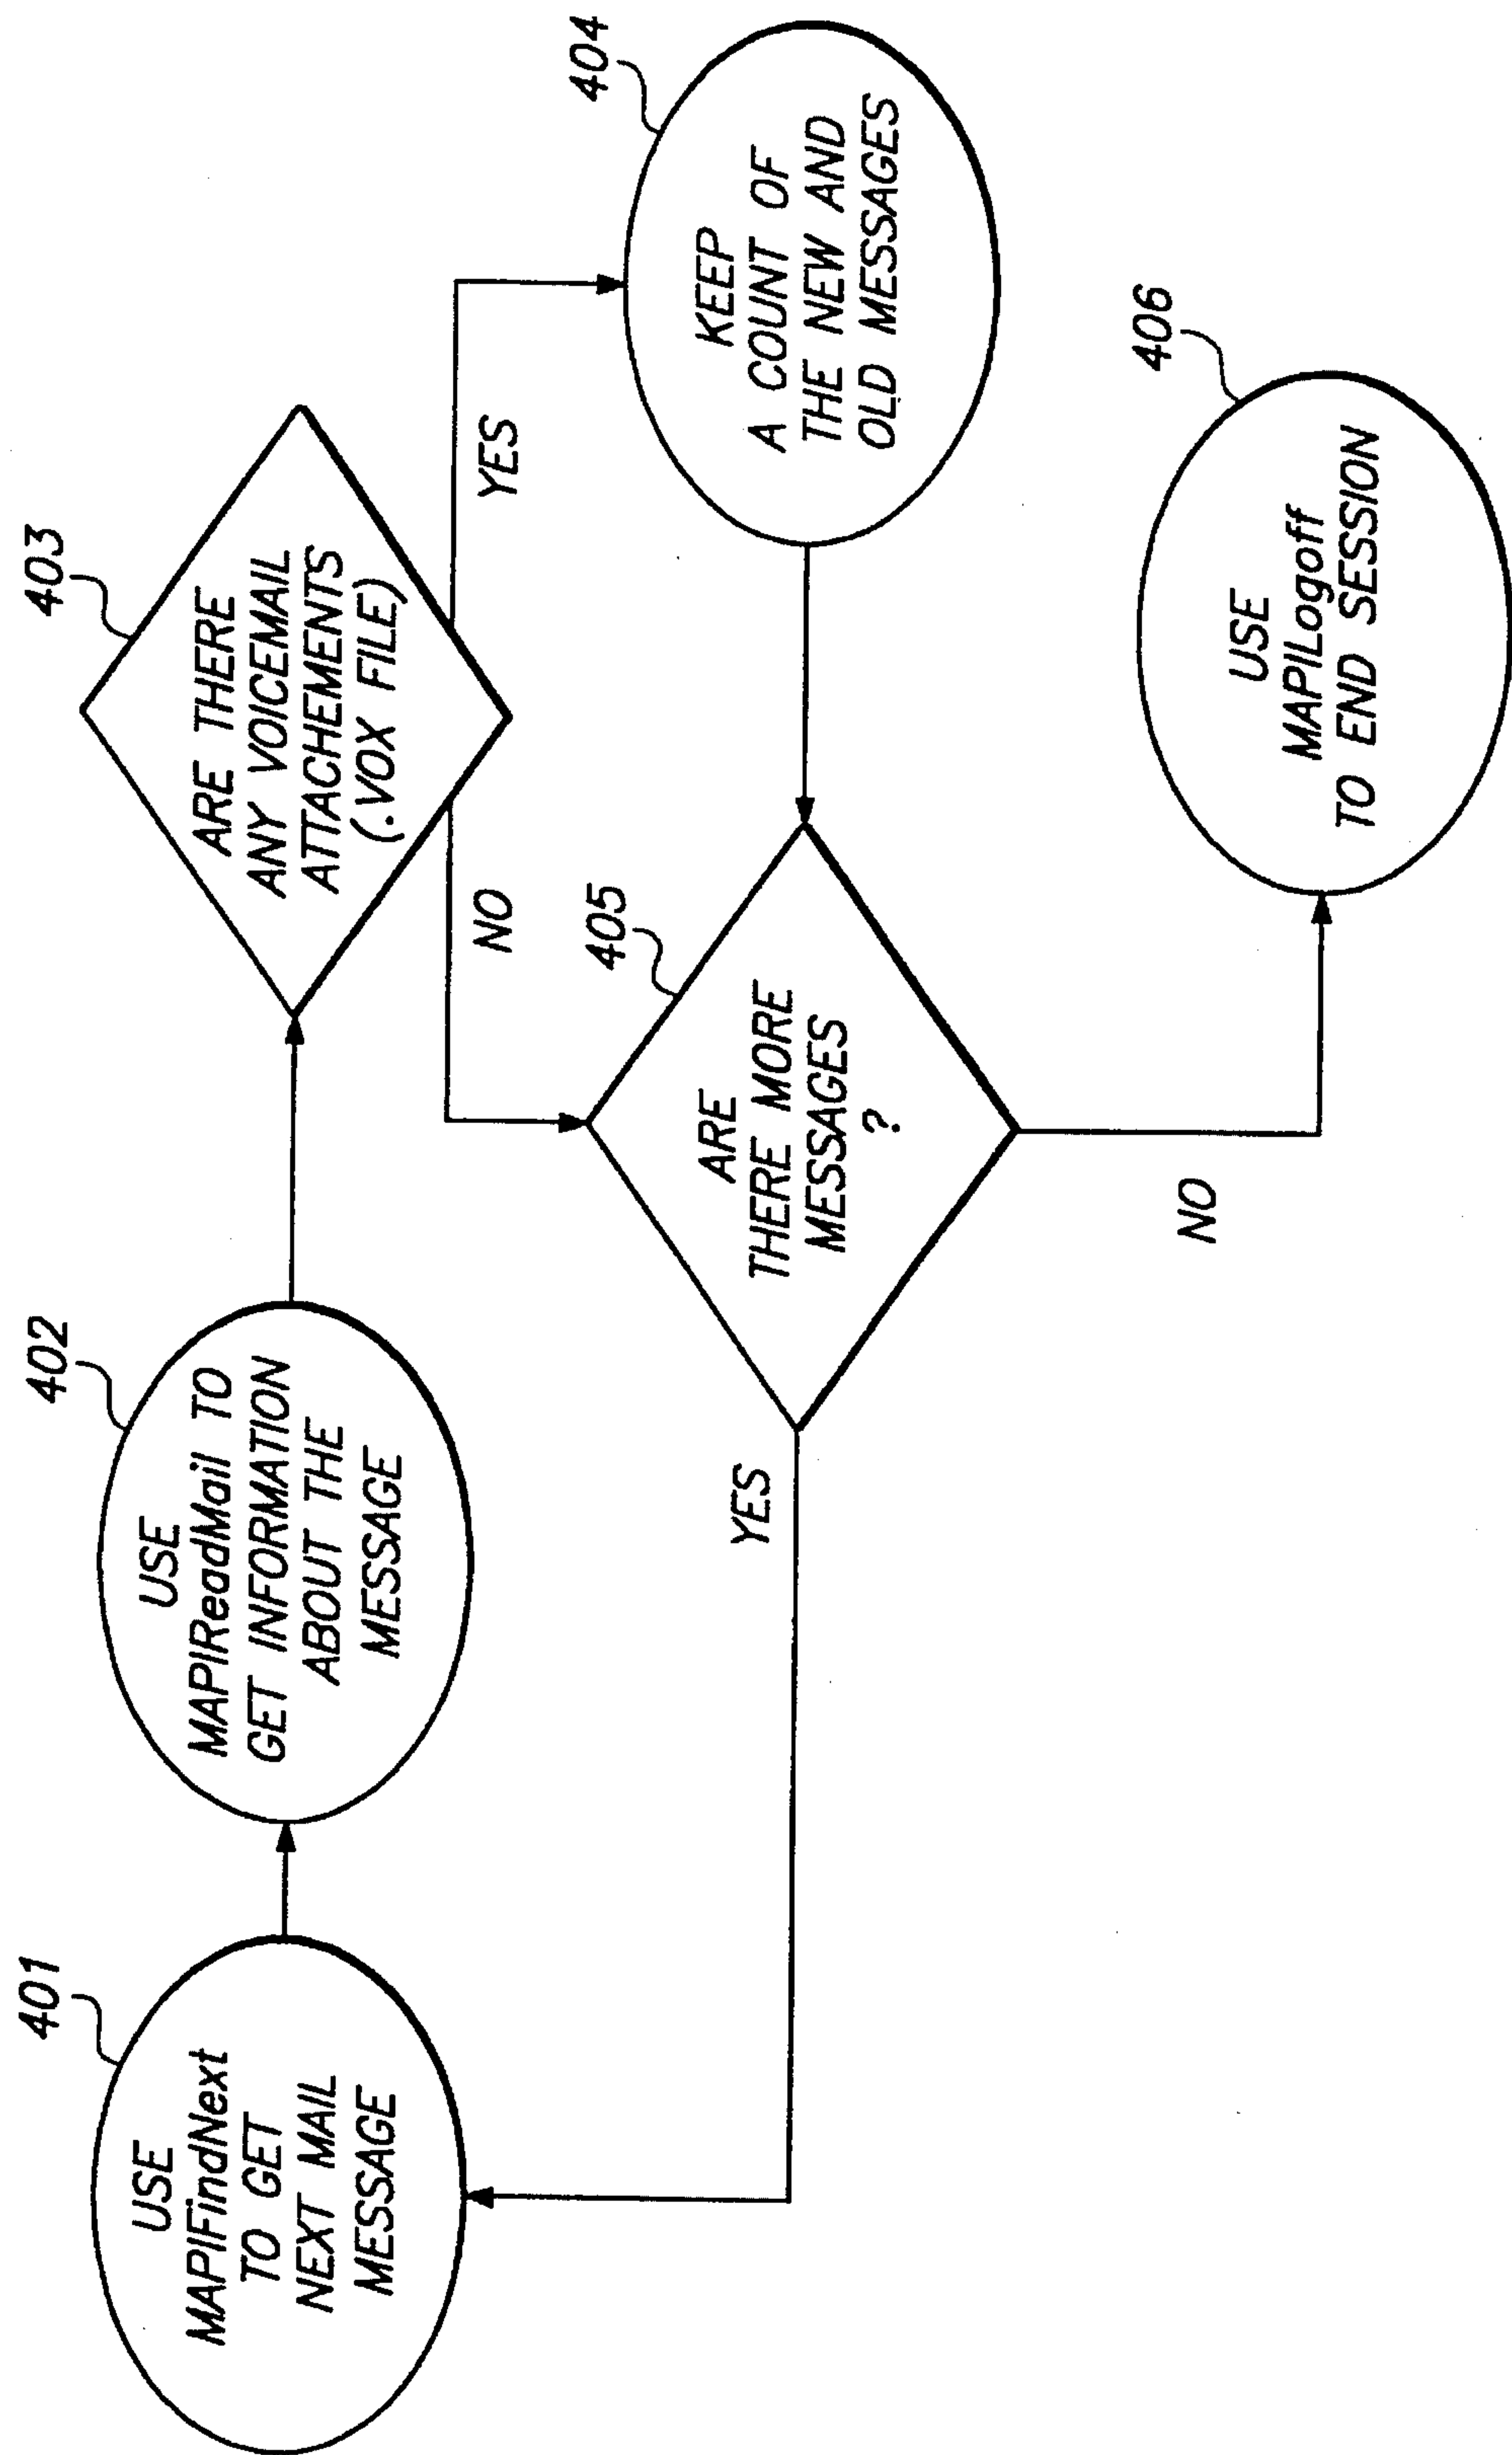 401
USE
MAPIFindNext
TO GET
NEXT MAIL
MESSAGE
402
USE
MAPIReadMail TO
GET INFORMATION
ABOUT THE
MESSAGE
403
ARE THERE
ANY VOICEMAIL
ATTACHEMENTS
(.VOX FILE)
YES
NO
404
KEEP
A COUNT OF
THE NEW AND
OLD MESSAGES
405
ARE
THERE MORE
MESSAGES
?
YES
NO
406
USE
MAPILogoff
TO END SESSION